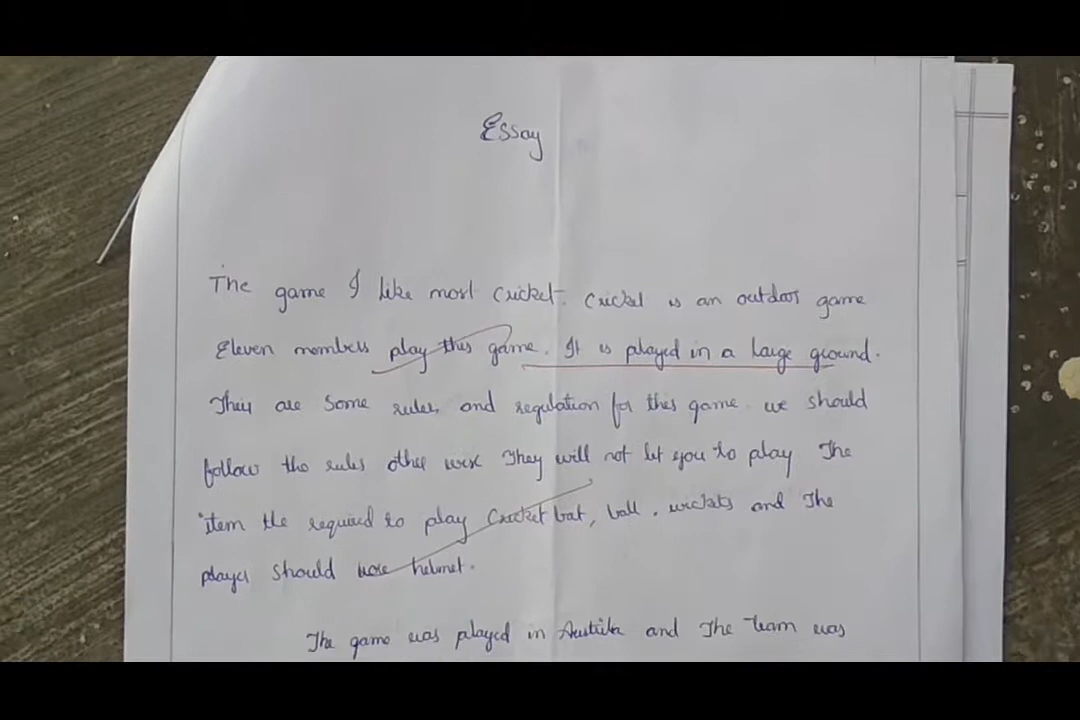 Essay
The game I like most cricket. cricket is an outdoor game
Eleven members play this game. It is played in a large ground.
Their are some rules, and regulation for this game. we should
follow the rules other wise They will not let you to play The
item the required to play Cricket bat, ball, wickets and The
player should wore helmet.
The game was played in and The team was